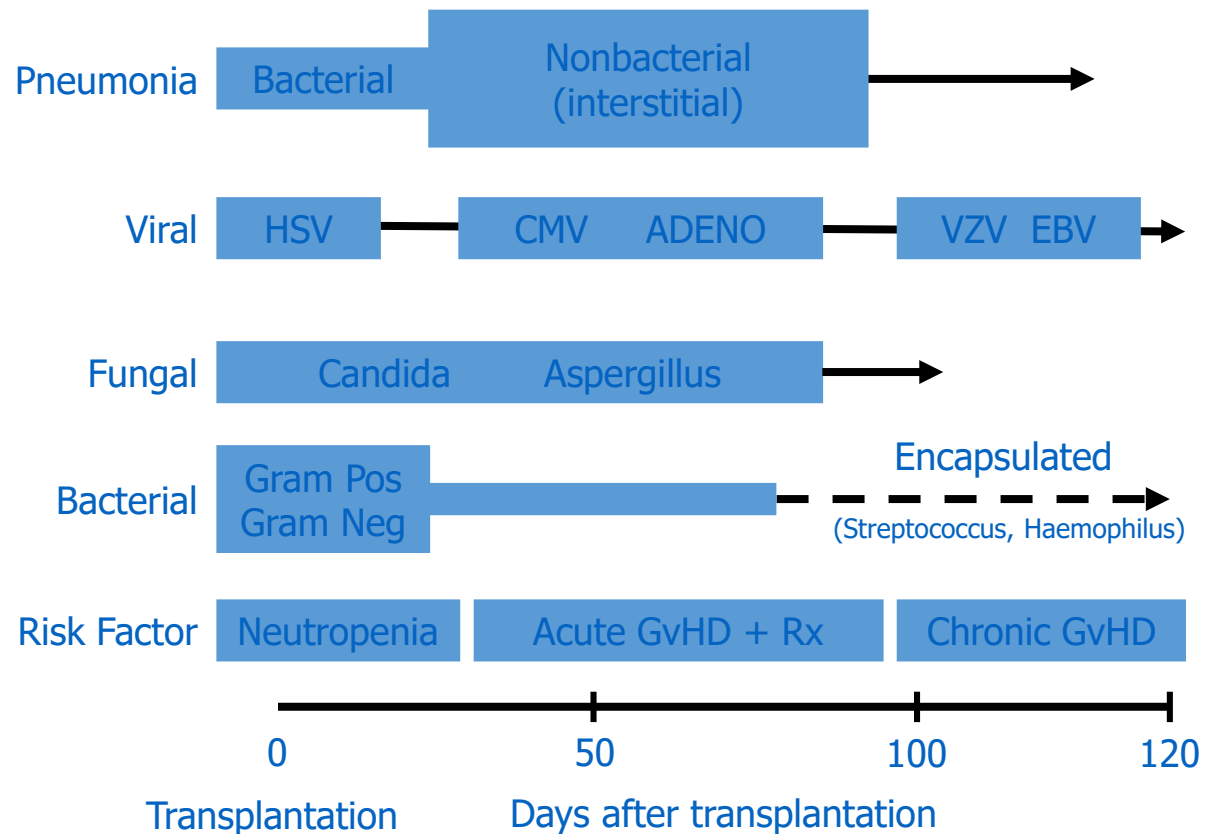 Pneumonia
Bacterial
Nonbacterial
(interstitial)
Viral
HSV
CMV ADENO
VZV EBV
Fungal
Candida Aspergillus
Bacterial
Gram Pos
Gram Neg
Encapsulated
(Streptococcus, Haemophilus)
Risk Factor
Neutropenia
Acute GvHD + Rx
Chronic GvHD
0 50 100 120
Transplantation
Days after transplantation